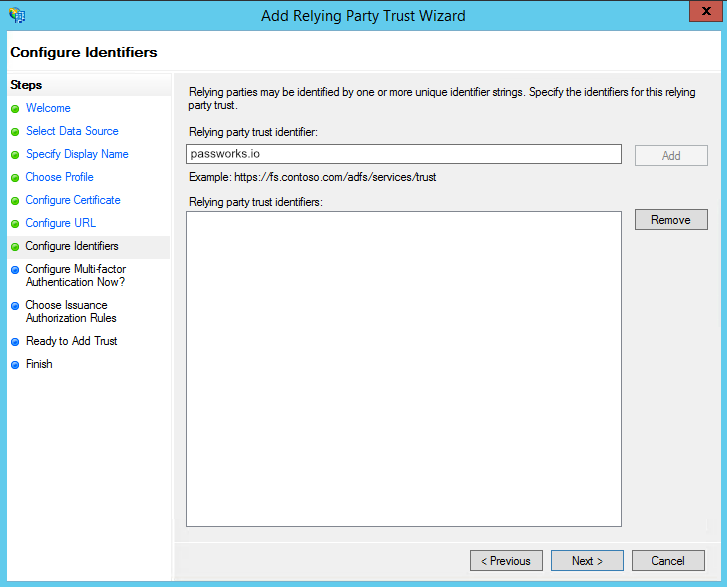 Add Relying Party Trust Wizard
X
Configure Identifiers
Steps
Welcome
Select Data Source
Specify Display Name
Choose Profile
Configure Certificate
Configure URL
Configure Identifiers
Configure Multi-factor
Authentication Now?
Choose Issuance
Authorization Rules
Ready to Add Trust
Finish
Relying parties may be identified by one or more unique identifier strings. Specify the identifiers for this relying
party trust.
Relying party trust identifier:
passworks.io
Add
Example: https://fs.contoso.com/adfs/services/trust
Relying party trust identifiers:
Remove
< Previous
Next >
Cancel